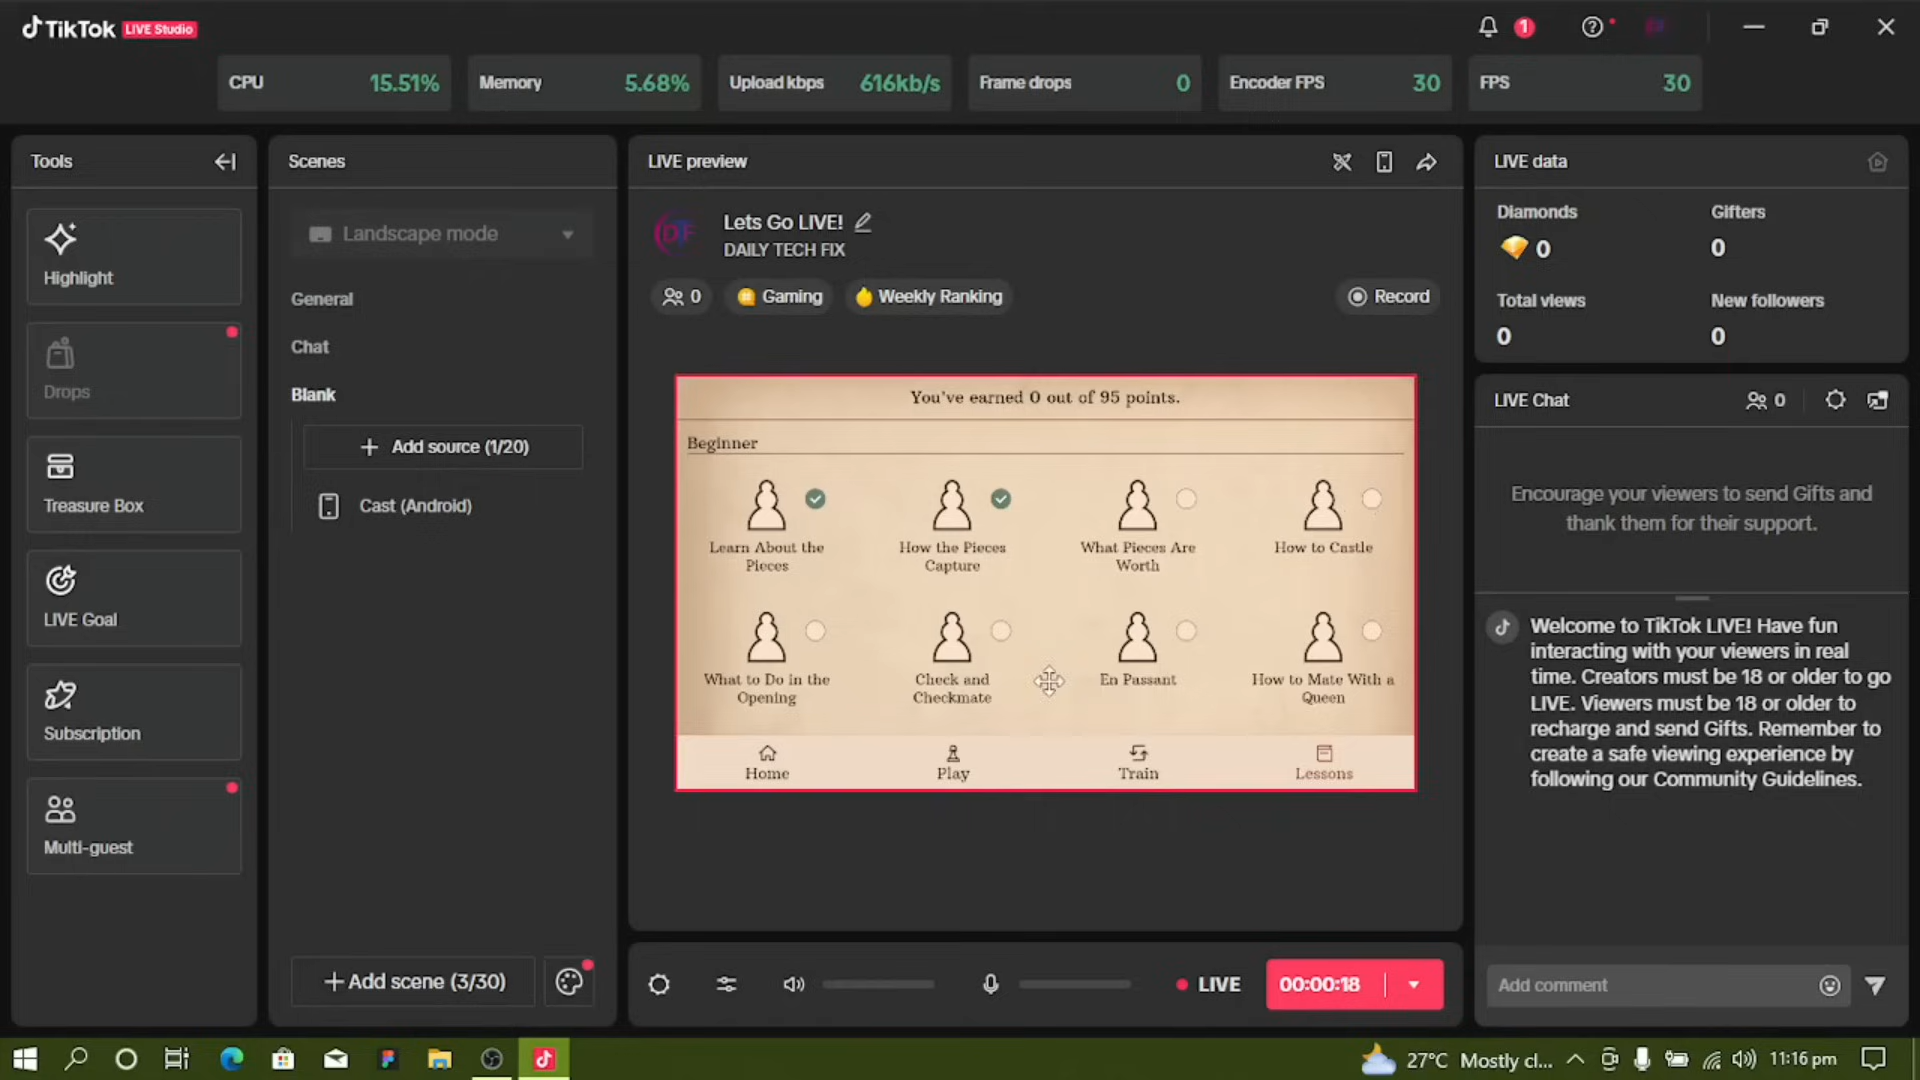 TikTok LIVE Studio
1
CPU 15.51%
Memory 5.68%
Upload kbps 616kb/s
Frame drops 0
Encoder FPS 30
FPS 30
Tools
Highlight
Drops
Treasure Box
LIVE Goal
Subscription
Multi-guest
Scenes
Landscape mode
General
Chat
Blank
+ Add source (1/20)
Cast (Android)
+ Add scene (3/30)
LIVE preview
DF
Lets Go LIVE!
DAILY TECH FIX
0
Gaming
Weekly Ranking
Record
You've earned 0 out of 95 points.
Beginner
Learn About the
Pieces
How the Pieces
Capture
What Pieces Are
Worth
How to Castle
What to Do in the
Opening
Check and
Checkmate
En Passant
How to Mate With a
Queen
Home
Play
Train
Lessons
LIVE
00:00:18
LIVE data
Diamonds
0
Gifters
0
Total views
0
New followers
0
LIVE Chat
0
Encourage your viewers to send Gifts and
thank them for their support.
Welcome to TikTok LIVE! Have fun
interacting with your viewers in real
time. Creators must be 18 or older to go
LIVE. Viewers must be 18 or older to
recharge and send Gifts. Remember to
create a safe viewing experience by
following our Community Guidelines.
Add comment
27°C Mostly cl...
11:16 pm